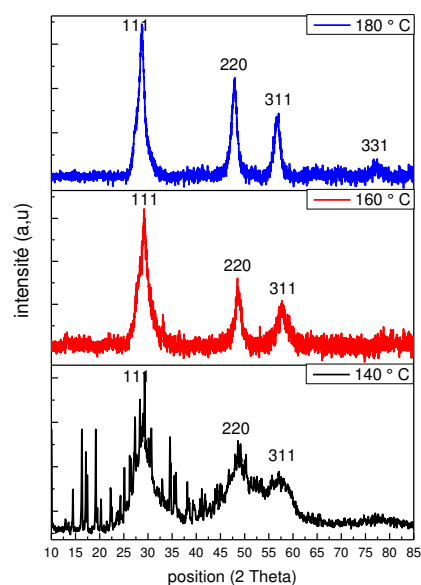 111
180 ° C
220
311
331
111
160 ° C
220
311
111
140 ° C
220
311
intensité (a,u)
10 15 20 25 30 35 40 45 50 55 60 65 70 75 80 85
position (2 Theta)